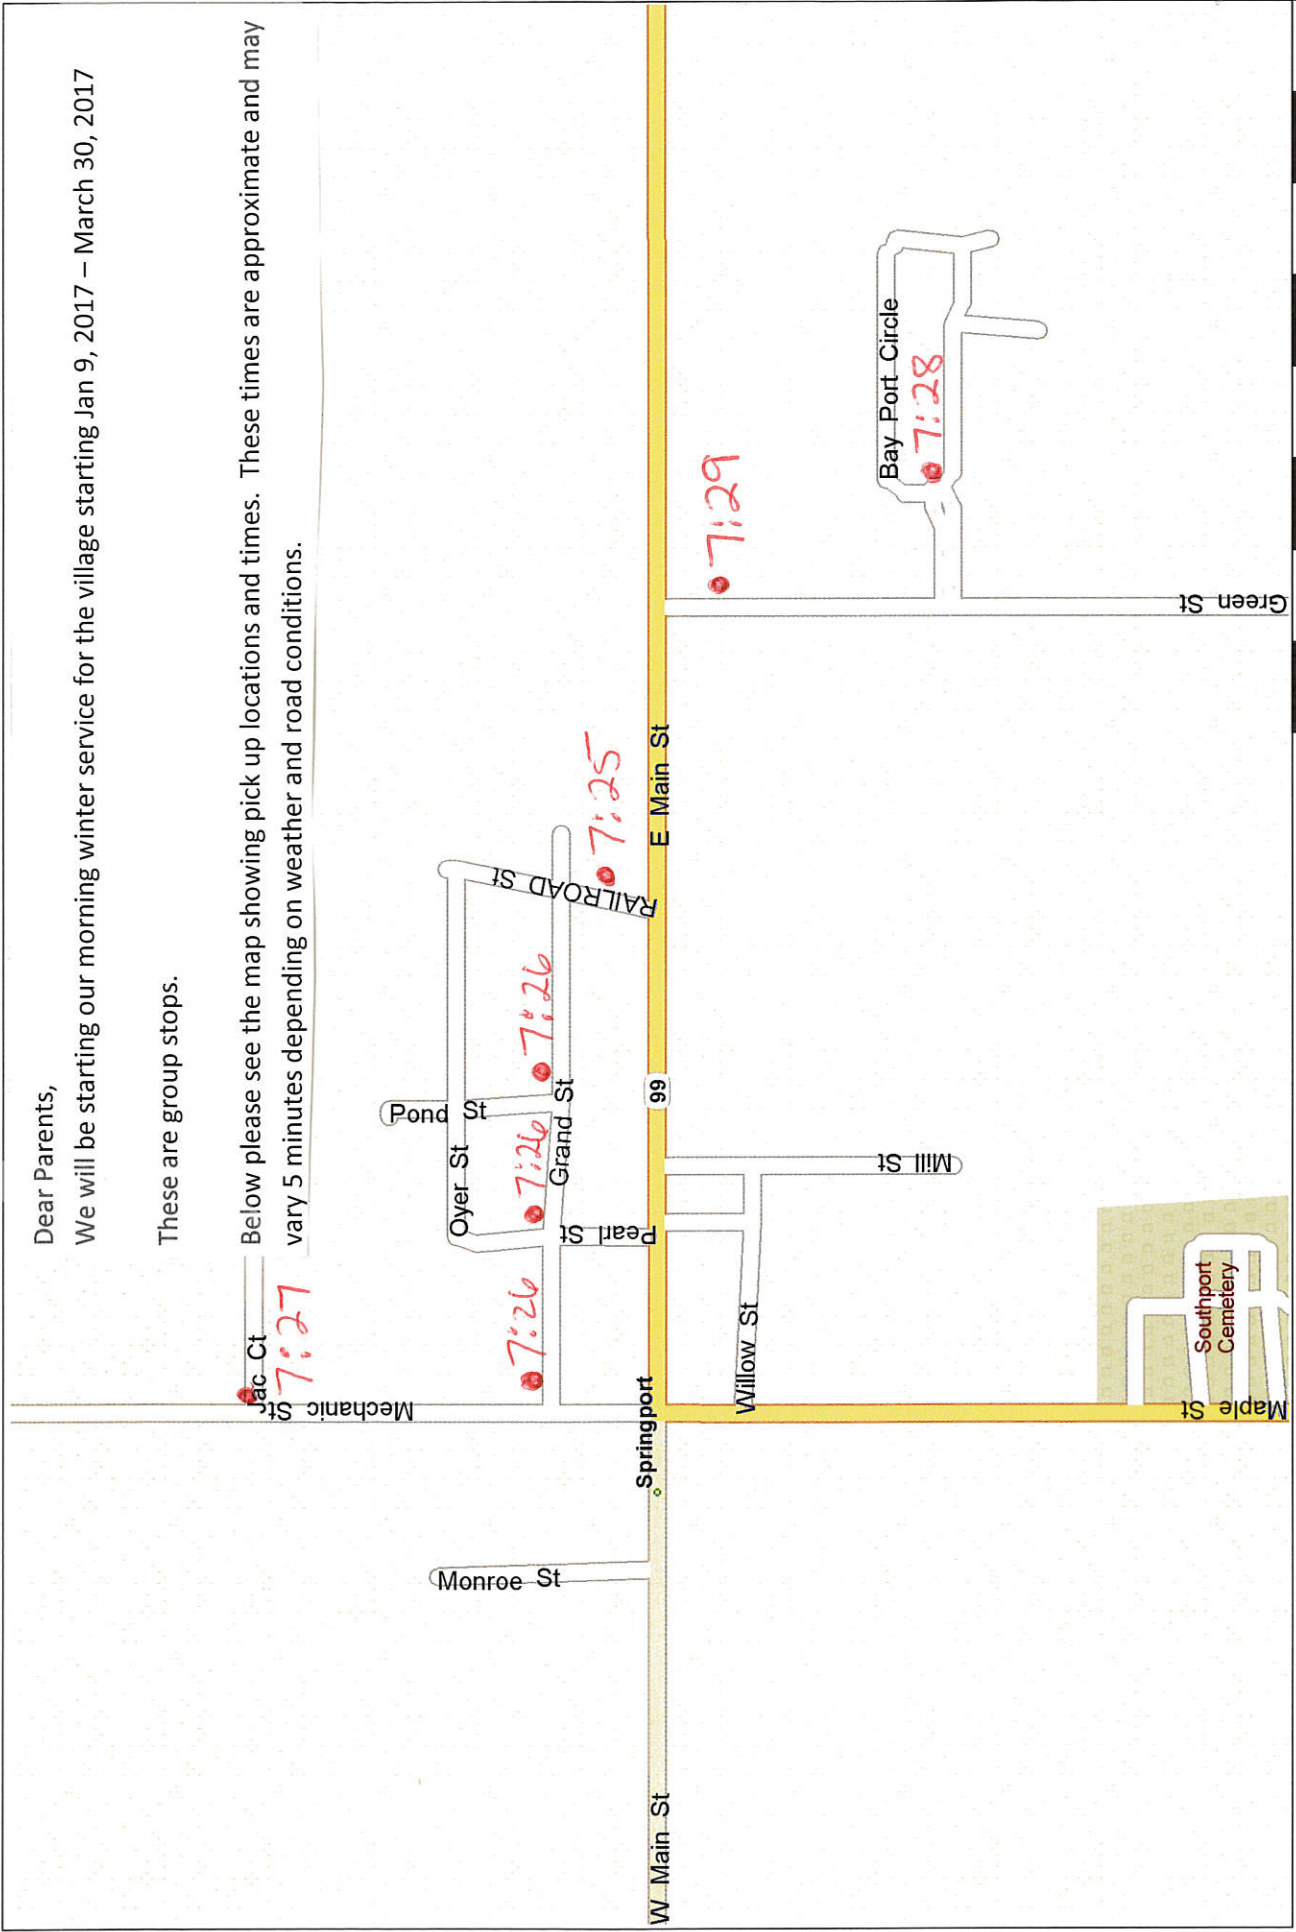 Dear Parents,
We will be starting our morning winter service for the village starting Jan 9, 2017 – March 30, 2017
These are group stops.
Below please see the map showing pick up locations and times.  These times are approximate and may
vary 5 minutes depending on weather and road conditions.
ac Ct
7:27
Mechanic St
Pond St
Oyer St
Monroe St
7:26
7:26
7:26
Grand St
RAILROAD St
7:25
Pearl St
W Main St
Springport
99
E Main St
7:29
Willow St
Mill St
Bay Port Circle
7:28
Southport
Cemetery
Maple St
Green St